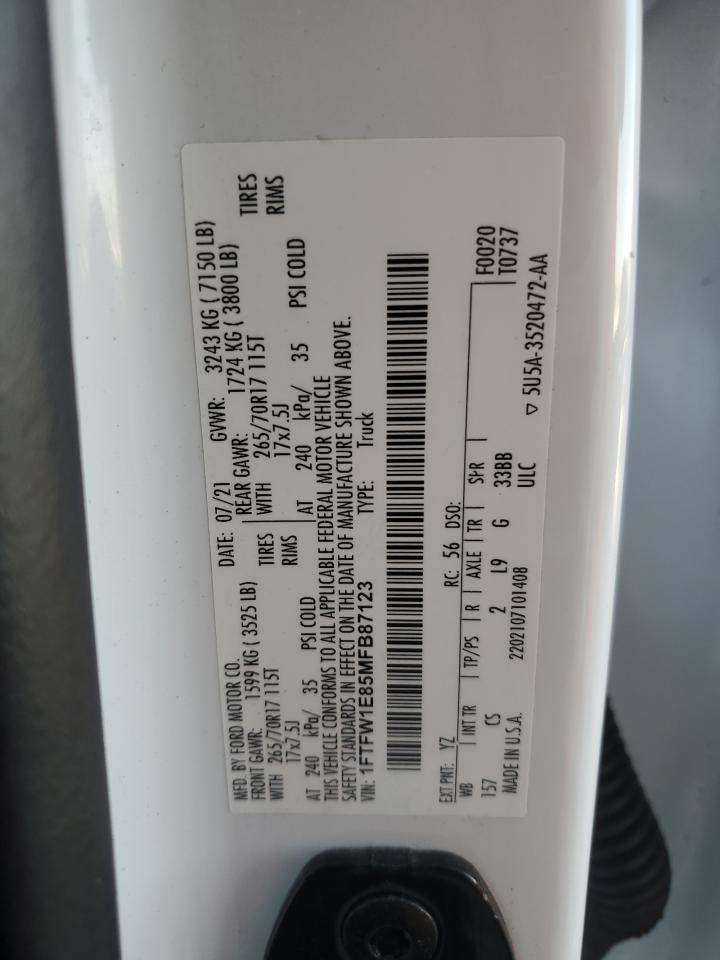 MFD. BY FORD MOTOR CO.
DATE: 07/21 GVWR: 3243 KG ( 7150 LB)
FRONT GAWR: 1599 KG ( 3525 LB) REAR GAWR: 1724 KG ( 3800 LB)
WITH 265/70R17 115T TIRES WITH 265/70R17 115T TIRES
17x7.5J RIMS 17x7.5J RIMS
AT 240 kPa/ 35 PSI COLD AT 240 kPa/ 35 PSI COLD
THIS VEHICLE CONFORMS TO ALL APPLICABLE FEDERAL MOTOR VEHICLE
SAFETY STANDARDS IN EFFECT ON THE DATE OF MANUFACTURE SHOWN ABOVE.
VIN: 1FTFW1E85MFB87123 TYPE: Truck
EXT PNT: YZ RC: 56 DSO:
WB INT TR TP/PS R AXLE TR SPR F0020
157 CS 2 L9 G 33BB T0737
MADE IN U.S.A. 2202107101408 ULC
▽ 5U5A-3520472-AA